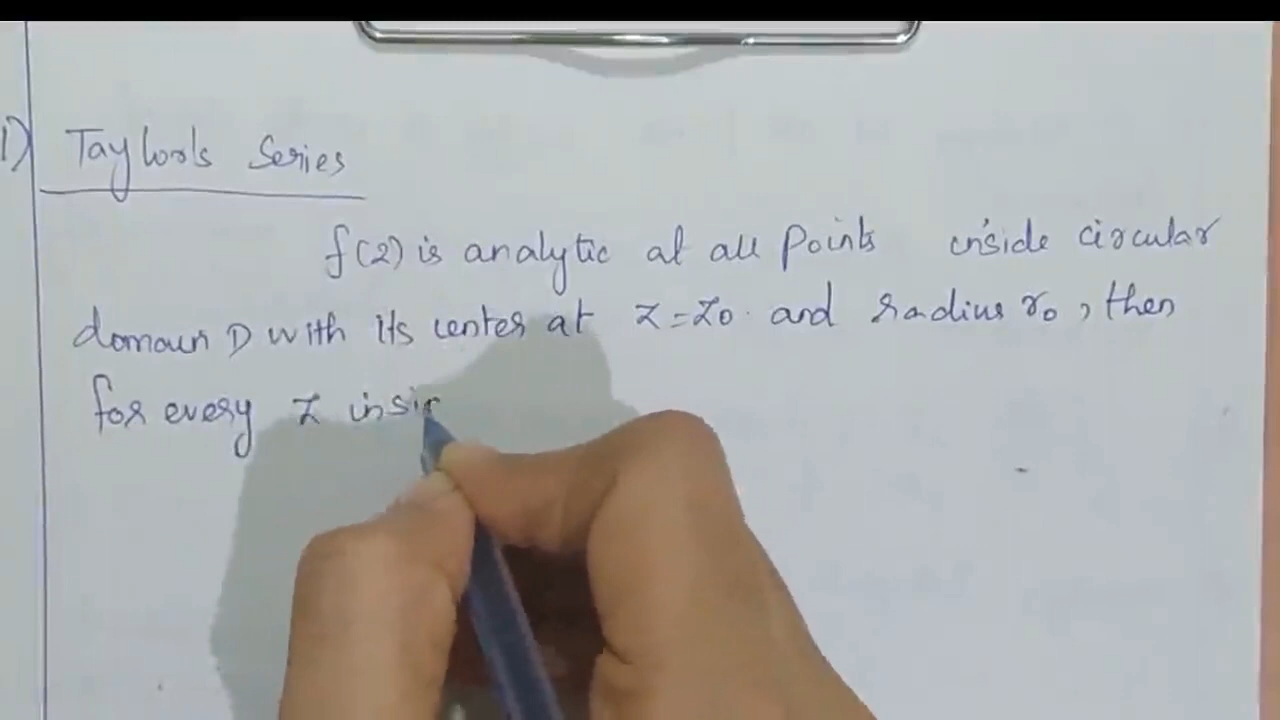 1) Taylor's Series
f(z) is analytic at all Points inside circular
domain D with its center at z=z0 and radius r0, then
for every z insi